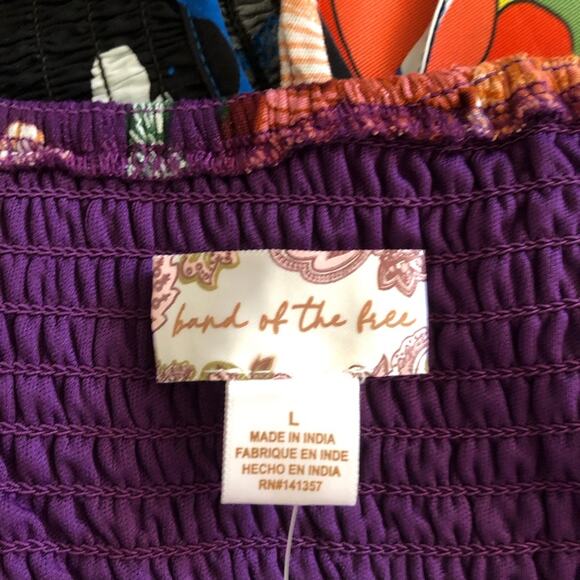 band of the free
L
MADE IN INDIA
FABRIQUE EN INDE
HECHO EN INDIA
RN#141357